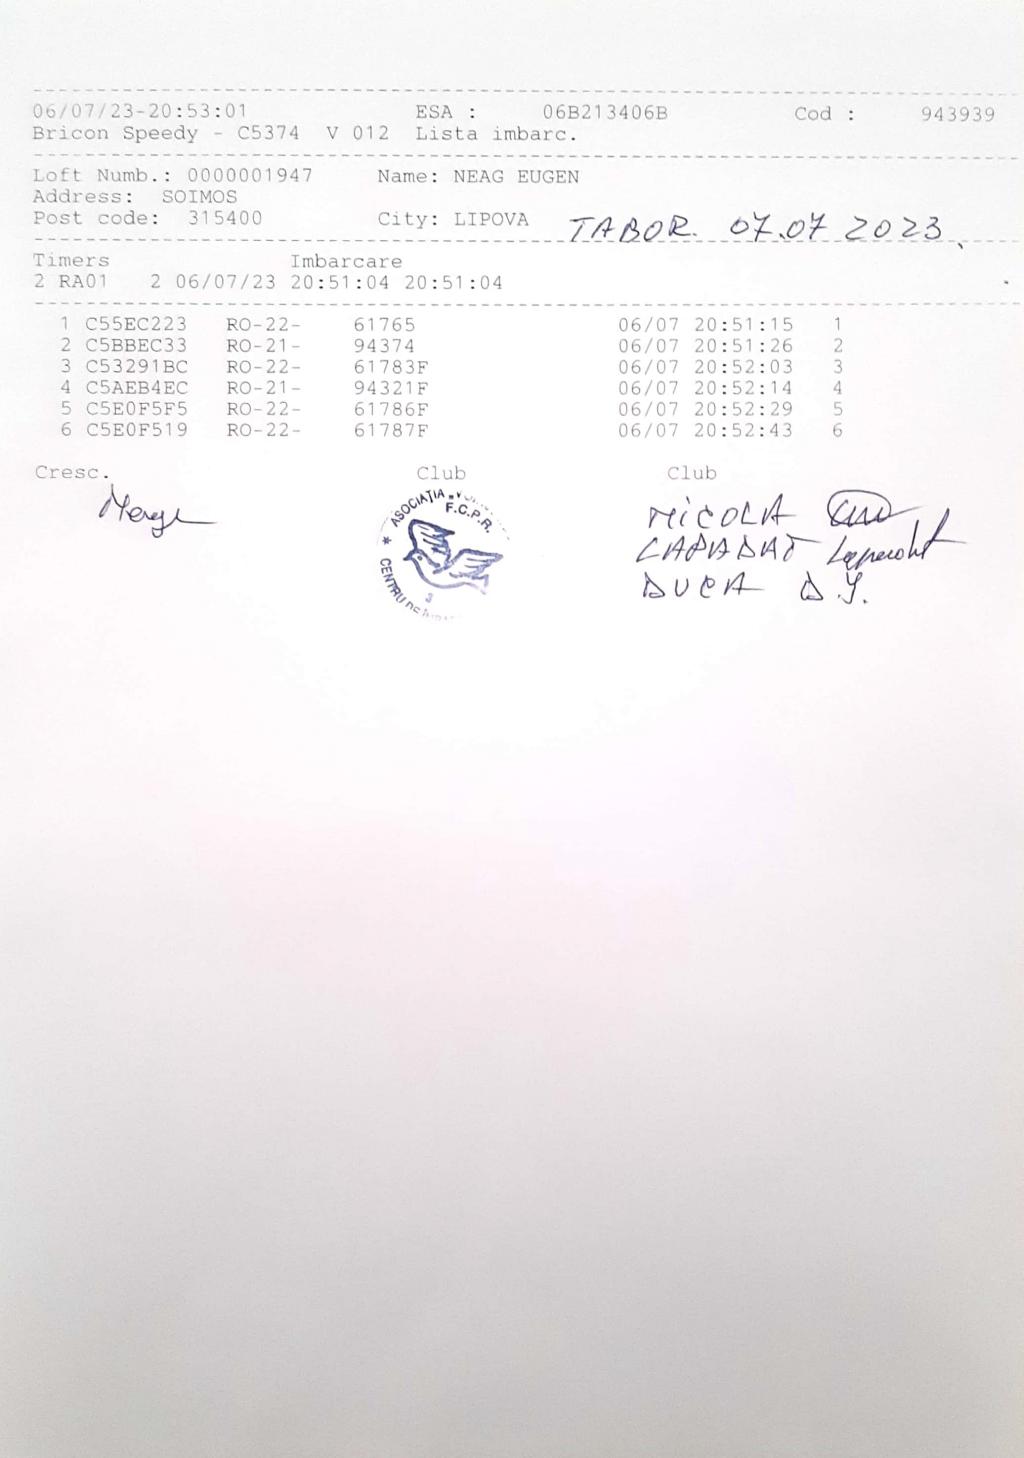 06/07/23-20:53:01 ESA : 06B213406B Cod : 943939
Bricon Speedy - C5374 V 012 Lista imbarc.
Loft Numb.: 0000001947 Name: NEAG EUGEN
Address: SOIMOS
Post code: 315400 City: LIPOVA TABOR. 07.07 2023
Timers Imbarcare
2 RA01 2 06/07/23 20:51:04 20:51:04
1 C55EC223 RO-22- 61765 06/07 20:51:15 1
2 C5BBEC33 RO-21- 94374 06/07 20:51:26 2
3 C53291BC RO-22- 61783F 06/07 20:52:03 3
4 C5AEB4EC RO-21- 94321F 06/07 20:52:14 4
5 C5E0F5F5 RO-22- 61786F 06/07 20:52:29 5
6 C5E0F519 RO-22- 61787F 06/07 20:52:43 6
Cresc. Club Club
ASOCIAȚIA
F.C.P.R.
CENTRU DE
3
NICOLA
CAPADAT
DUCA D.Y.